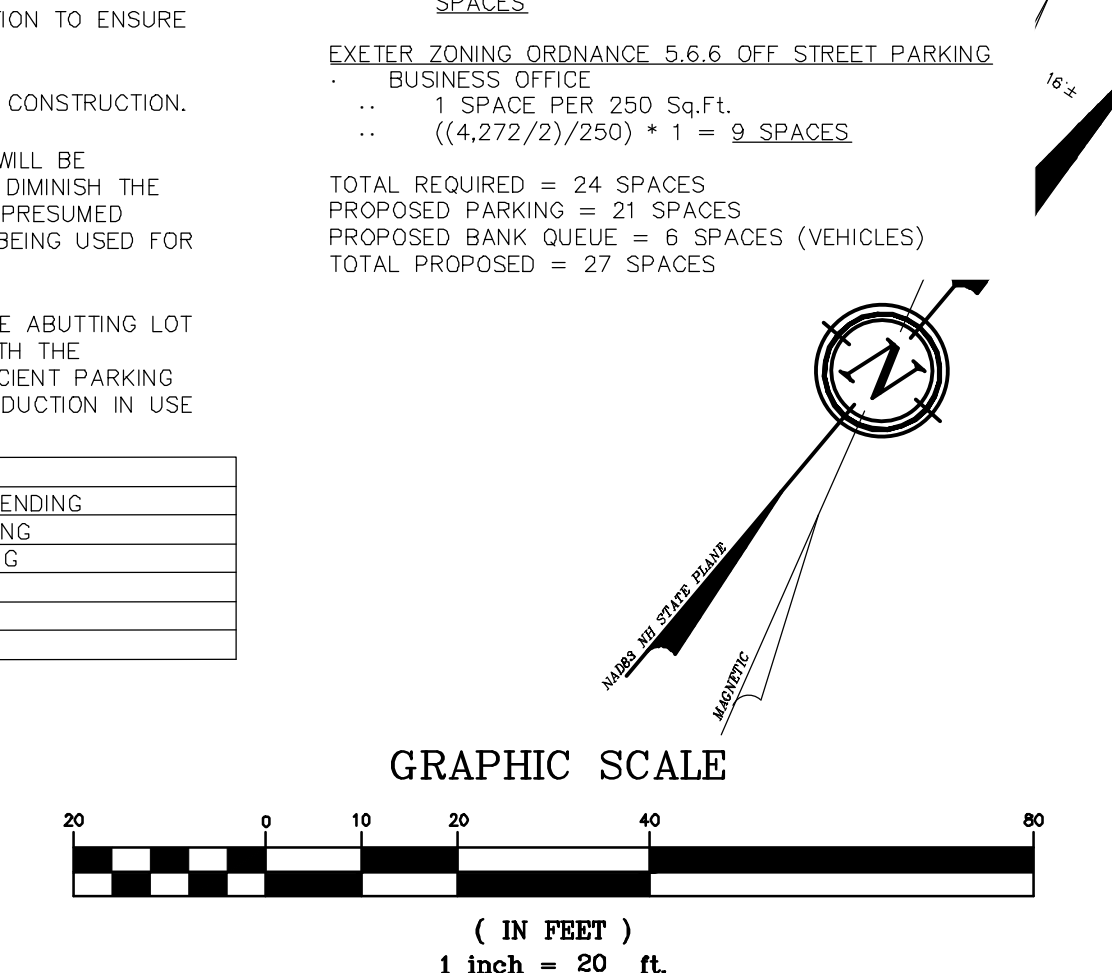 TION TO ENSURE
CONSTRUCTION.
WILL BE
DIMINISH THE
PRESUMED
BEING USED FOR
E ABUTTING LOT
TH THE
CIENT PARKING
DUCTION IN USE
ENDING
NG
G
SPACES
EXETER ZONING ORDNANCE 5.6.6 OFF STREET PARKING
· BUSINESS OFFICE
·· 1 SPACE PER 250 Sq.Ft.
·· ((4,272/2)/250) * 1 = 9 SPACES
TOTAL REQUIRED = 24 SPACES
PROPOSED PARKING = 21 SPACES
PROPOSED BANK QUEUE = 6 SPACES (VEHICLES)
TOTAL PROPOSED = 27 SPACES
16'±
N
NAD83 NH STATE PLANE
MAGNETIC
GRAPHIC SCALE
20 0 10 20 40 80
( IN FEET )
1 inch = 20 ft.